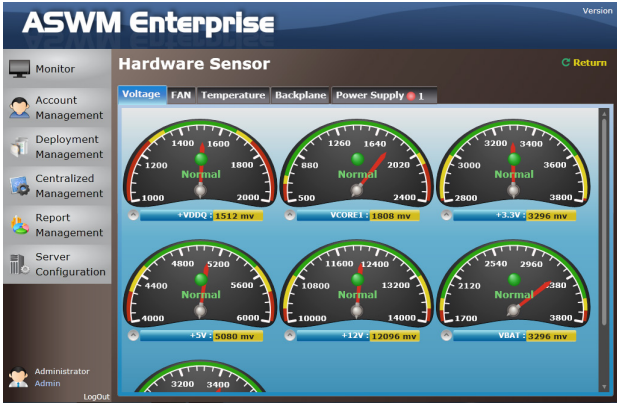 ASWM Enterprise
Version
Monitor
Account
Management
Deployment
Management
Centralized
Management
Report
Management
Server
Configuration
Administrator
Admin
LogOut
Hardware Sensor
Return
Voltage FAN Temperature Backplane Power Supply 1
1000 1200 1400 1600 1800 2000
Normal
+VDDQ : 1512 mv
500 880 1260 1640 2020 2400
Normal
VCORE1 : 1808 mv
2800 3000 3200 3400 3600 3800
Normal
+3.3V : 3296 mv
4000 4400 4800 5200 5600 6000
Normal
+5V : 5080 mv
10000 10800 11600 12400 13200 14000
Normal
+12V : 12096 mv
1700 2120 2540 2960 380 3800
Normal
VBAT : 3296 mv
3200 3400